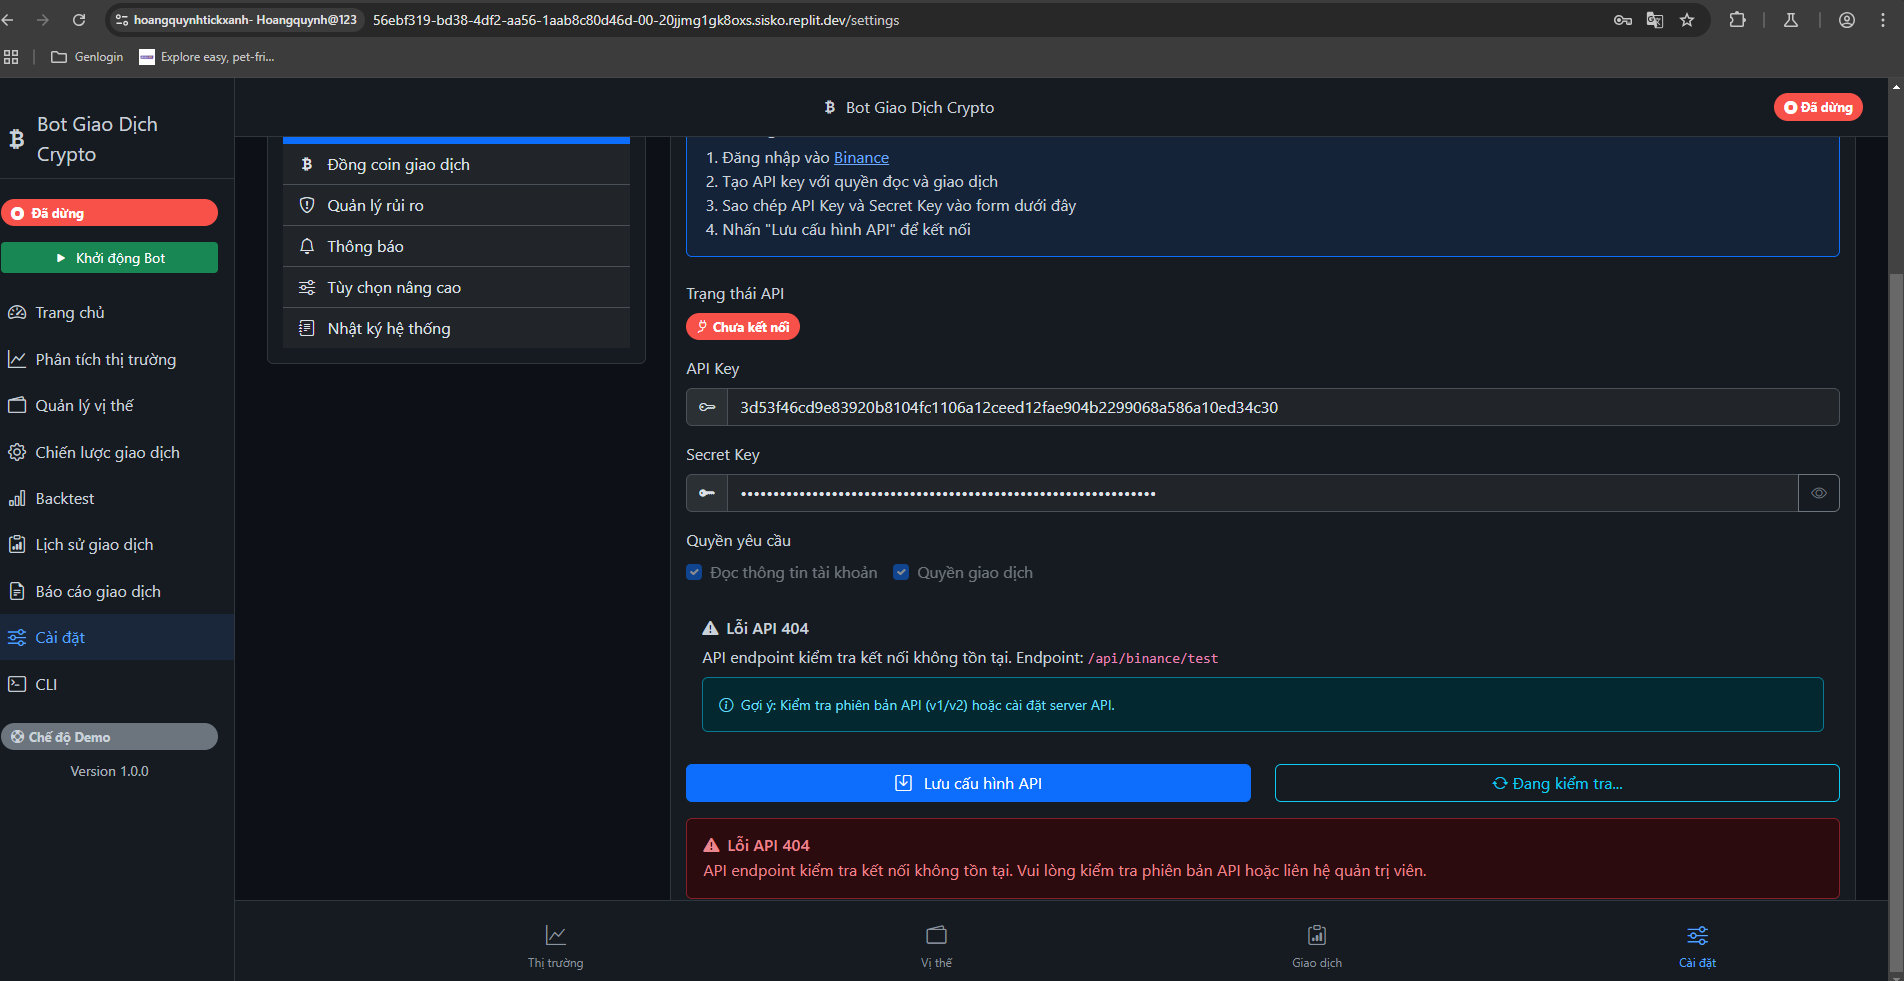 hoangquynhtickxanh- Hoangquynh@123 56ebf319-bd38-4df2-aa56-1aab8c80d46d-00-20jjmg1gk8oxs.sisko.replit.dev/settings
Genlogin Explore easy, pet-fri...
Bot Giao Dịch Crypto
Đã dừng
Bot Giao Dịch
Crypto
Đã dừng
Khởi động Bot
Trang chủ
Phân tích thị trường
Quản lý vị thế
Chiến lược giao dịch
Backtest
Lịch sử giao dịch
Báo cáo giao dịch
Cài đặt
CLI
Chế độ Demo
Version 1.0.0
Đồng coin giao dịch
Quản lý rủi ro
Thông báo
Tùy chọn nâng cao
Nhật ký hệ thống
1. Đăng nhập vào Binance
2. Tạo API key với quyền đọc và giao dịch
3. Sao chép API Key và Secret Key vào form dưới đây
4. Nhấn "Lưu cấu hình API" để kết nối
Trạng thái API
Chưa kết nối
API Key
3d53f46cd9e83920b8104fc1106a12ceed12fae904b2299068a586a10ed34c30
Secret Key
Quyền yêu cầu
Đọc thông tin tài khoản Quyền giao dịch
Lỗi API 404
API endpoint kiểm tra kết nối không tồn tại. Endpoint: /api/binance/test
Gợi ý: Kiểm tra phiên bản API (v1/v2) hoặc cài đặt server API.
Lưu cấu hình API
Đang kiểm tra...
Lỗi API 404
API endpoint kiểm tra kết nối không tồn tại. Vui lòng kiểm tra phiên bản API hoặc liên hệ quản trị viên.
Thị trường
Vị thế
Giao dịch
Cài đặt